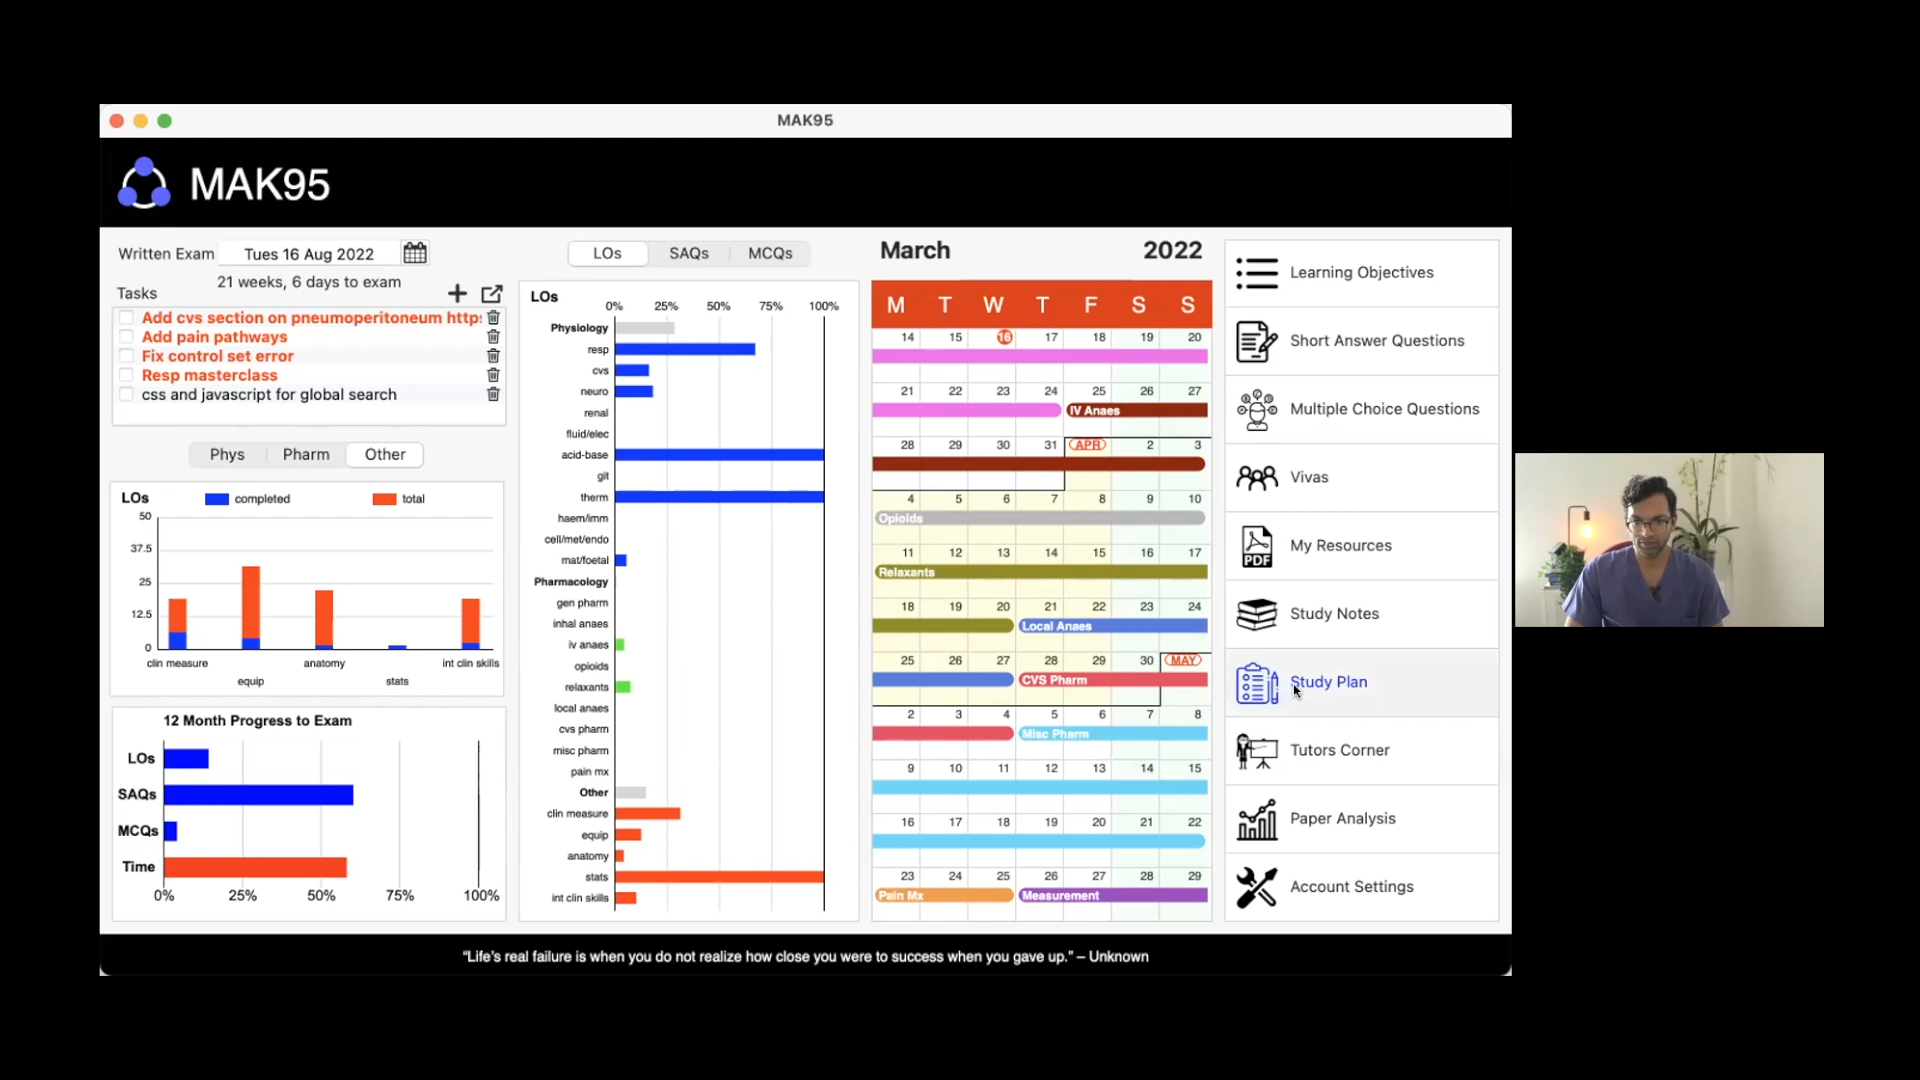 MAK95
MAK95
Written Exam Tues 16 Aug 2022
21 weeks, 6 days to exam
Tasks
Add cvs section on pneumoperitoneum http:
Add pain pathways
Fix control set error
Resp masterclass
css and javascript for global search
Phys Pharm Other
LOs completed total
50
37.5
25
12.5
0
clin measure anatomy int clin skills
equip stats
12 Month Progress to Exam
LOs
SAQs
MCQs
Time
0% 25% 50% 75% 100%
LOs SAQs MCQs
LOs
0% 25% 50% 75% 100%
Physiology
resp
cvs
neuro
renal
fluid/elec
acid-base
git
therm
haem/imm
cell/met/endo
mat/foetal
Pharmacology
gen pharm
inhal anaes
iv anaes
opioids
relaxants
local anaes
cvs pharm
misc pharm
pain mx
Other
clin measure
equip
anatomy
stats
int clin skills
March 2022
M T W T F S S
14 15 16 17 18 19 20
21 22 23 24 25 26 27
IV Anaes
28 29 30 31 APR 2 3
4 5 6 7 8 9 10
Opioids
11 12 13 14 15 16 17
Relaxants
18 19 20 21 22 23 24
Local Anaes
25 26 27 28 29 30 MAY
CVS Pharm
2 3 4 5 6 7 8
Misc Pharm
9 10 11 12 13 14 15
16 17 18 19 20 21 22
23 24 25 26 27 28 29
Pain Mx Measurement
Learning Objectives
Short Answer Questions
Multiple Choice Questions
Vivas
PDF
My Resources
Study Notes
Study Plan
Tutors Corner
Paper Analysis
Account Settings
“Life’s real failure is when you do not realize how close you were to success when you gave up.” – Unknown